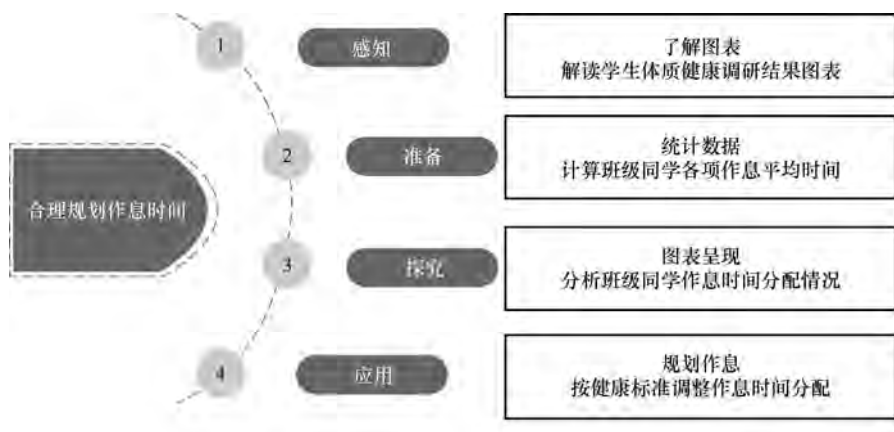 合理规划作息时间
1
感知
了解图表
解读学生体质健康调研结果图表
2
准备
统计数据
计算班级同学各项作息平均时间
3
探究
图表呈现
分析班级同学作息时间分配情况
4
应用
规划作息
按健康标准调整作息时间分配